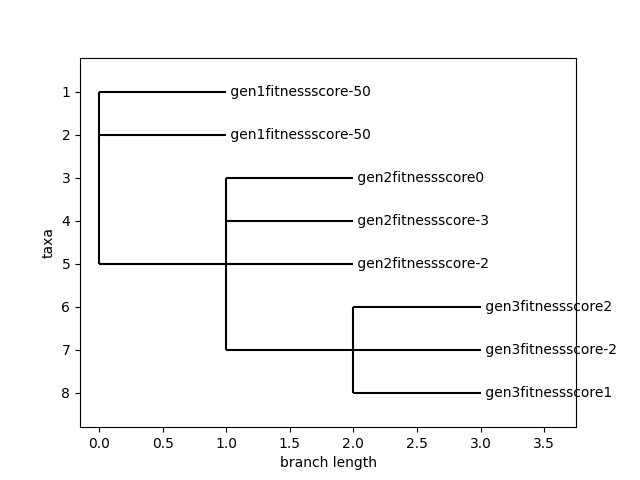 1 gen1fitnessscore-50
2 gen1fitnessscore-50
3 gen2fitnessscore0
4 gen2fitnessscore-3
taxa
5 gen2fitnessscore-2
6 gen3fitnessscore2
7 gen3fitnessscore-2
8 gen3fitnessscore1
0.0 0.5 1.0 1.5 2.0 2.5 3.0 3.5
branch length